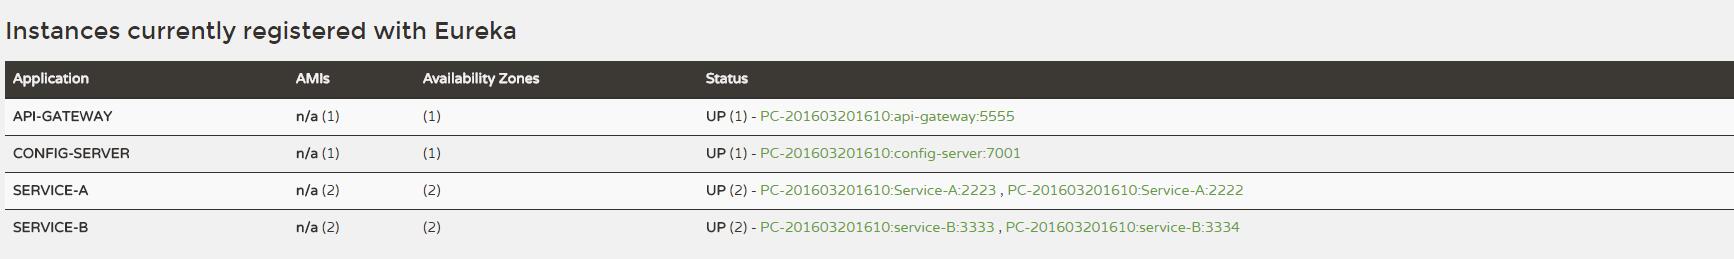 Instances currently registered with Eureka
Application AMIs Availability Zones Status
API-GATEWAY n/a (1) (1) UP (1) - PC-201603201610:api-gateway:5555
CONFIG-SERVER n/a (1) (1) UP (1) - PC-201603201610:config-server:7001
SERVICE-A n/a (2) (2) UP (2) - PC-201603201610:Service-A:2223 , PC-201603201610:Service-A:2222
SERVICE-B n/a (2) (2) UP (2) - PC-201603201610:service-B:3333 , PC-201603201610:service-B:3334